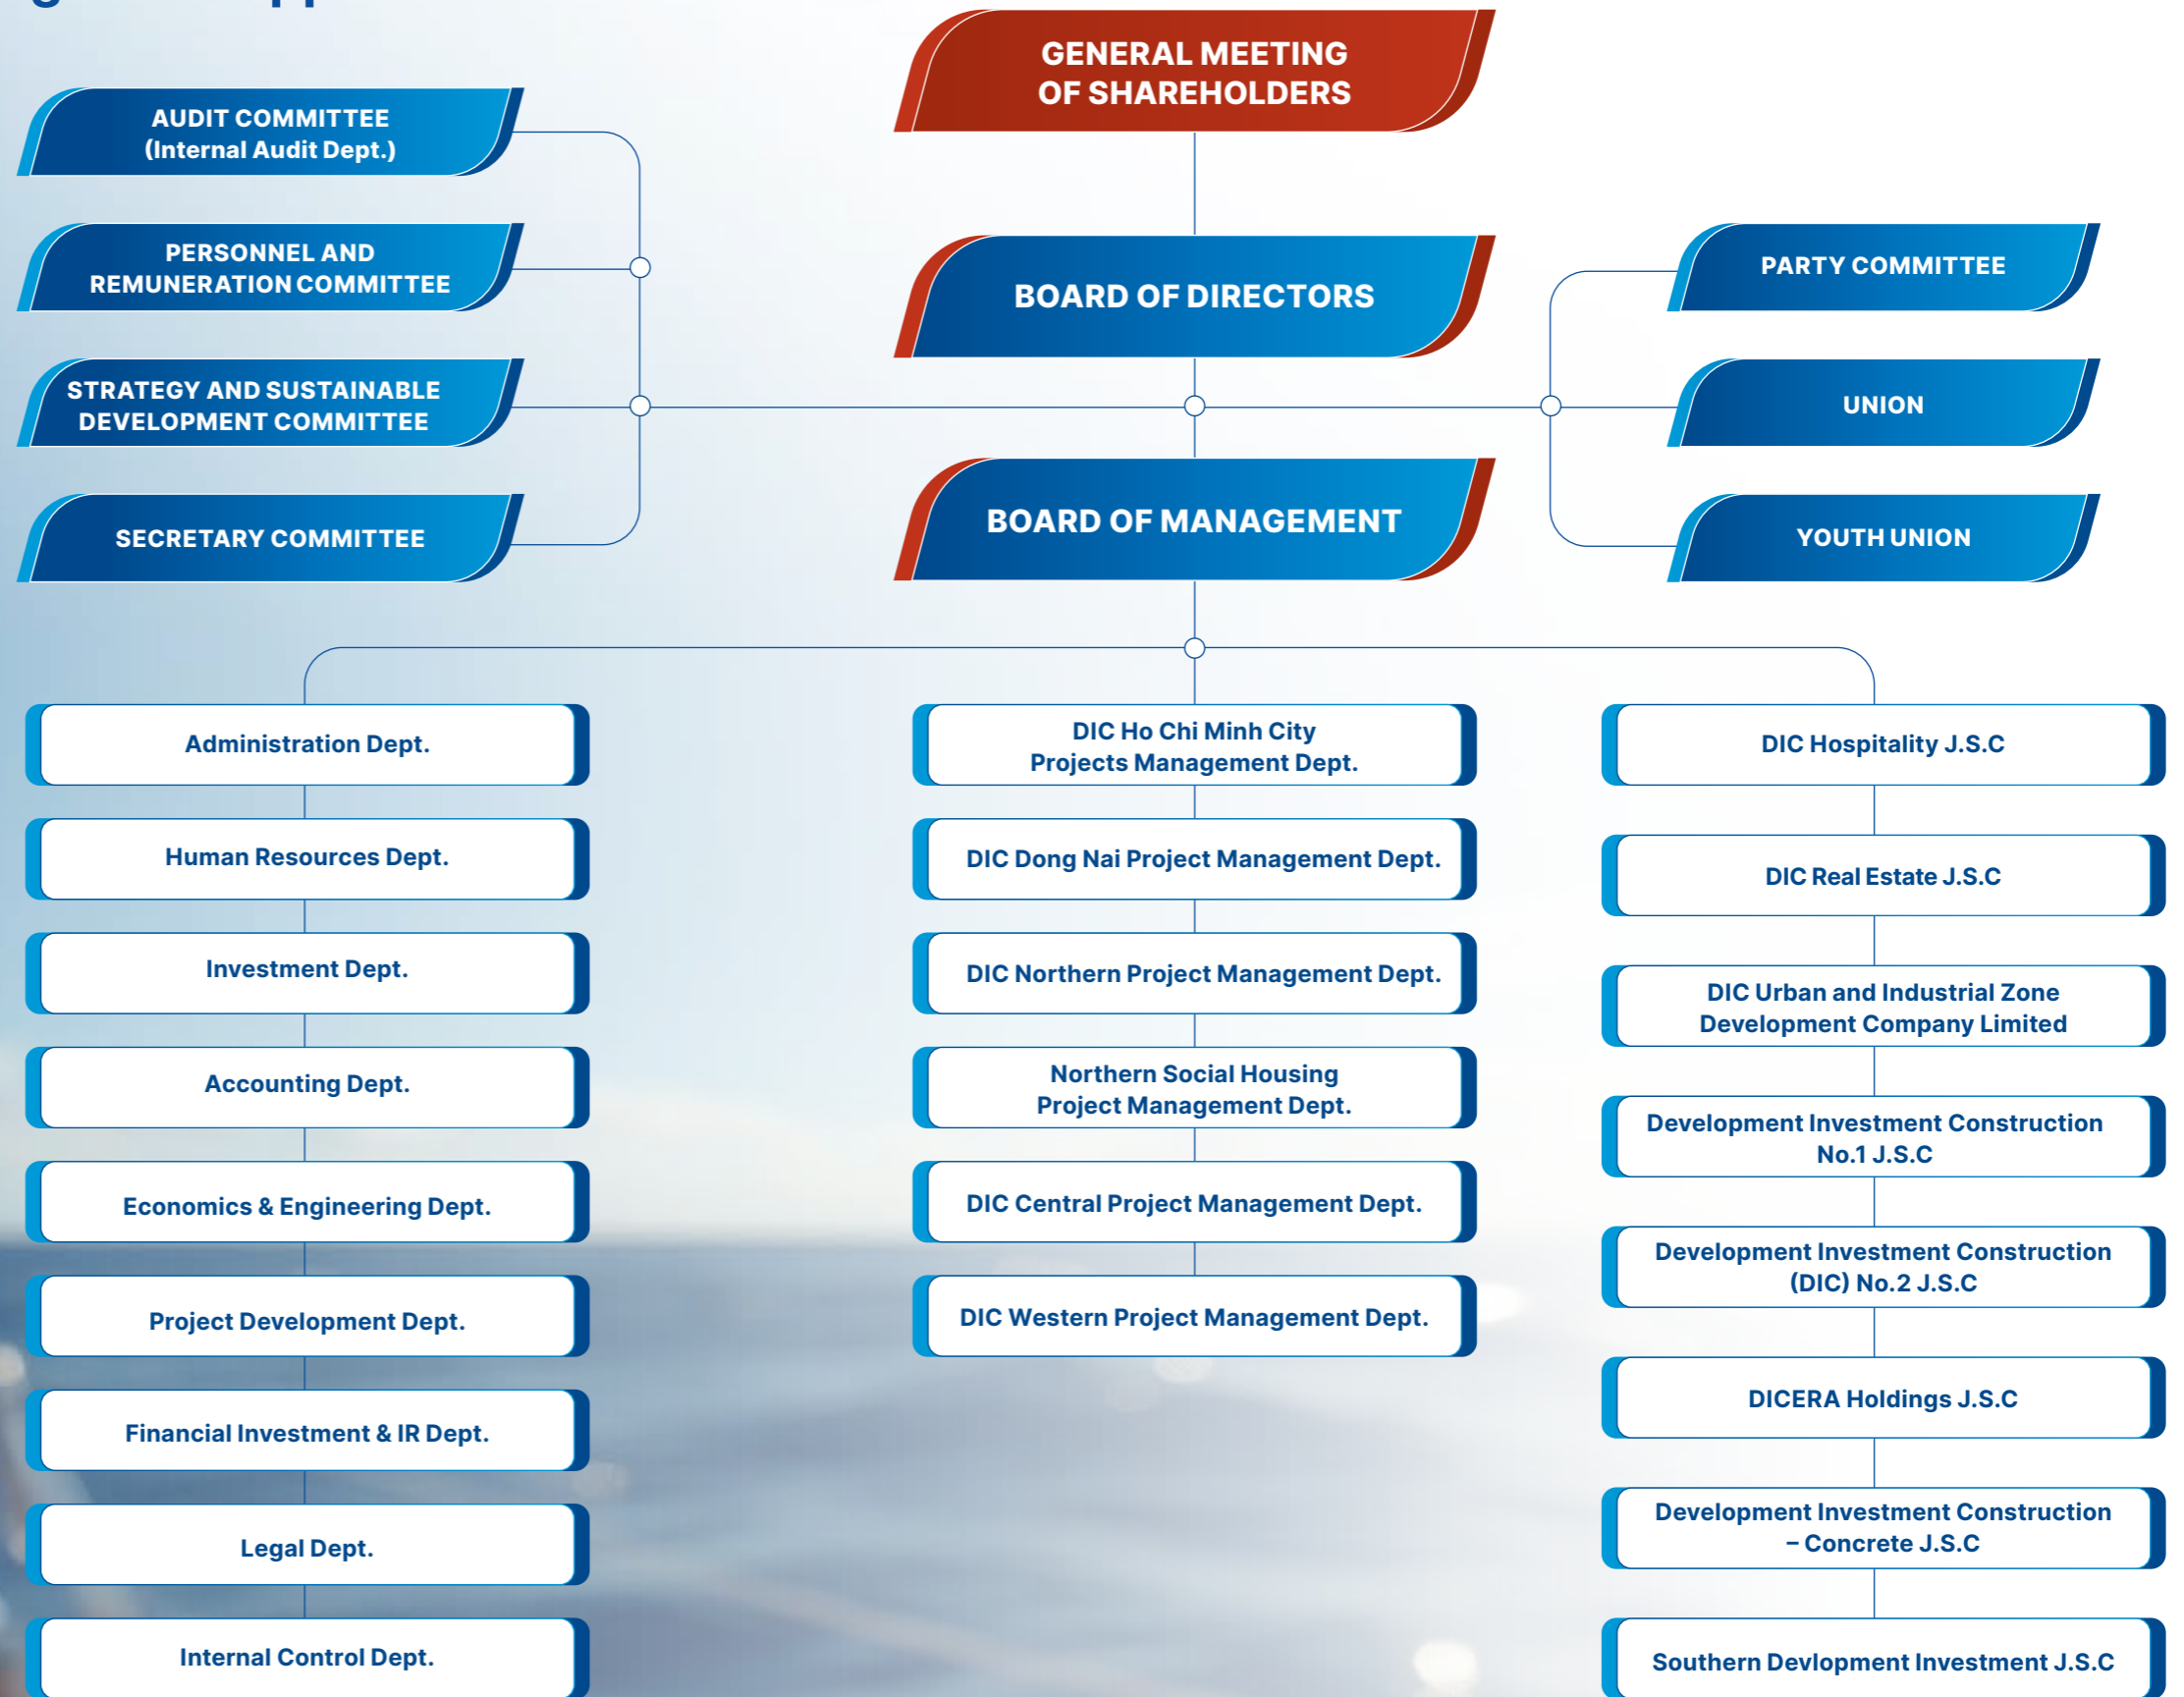 GENERAL MEETING
OF SHAREHOLDERS
AUDIT COMMITTEE
(Internal Audit Dept.)
PERSONNEL AND
REMUNERATION COMMITTEE
STRATEGY AND SUSTAINABLE
DEVELOPMENT COMMITTEE
SECRETARY COMMITTEE
BOARD OF DIRECTORS
BOARD OF MANAGEMENT
PARTY COMMITTEE
UNION
YOUTH UNION
Administration Dept.
Human Resources Dept.
Investment Dept.
Accounting Dept.
Economics & Engineering Dept.
Project Development Dept.
Financial Investment & IR Dept.
Legal Dept.
Internal Control Dept.
DIC Ho Chi Minh City
Projects Management Dept.
DIC Dong Nai Project Management Dept.
DIC Northern Project Management Dept.
Northern Social Housing
Project Management Dept.
DIC Central Project Management Dept.
DIC Western Project Management Dept.
DIC Hospitality J.S.C
DIC Real Estate J.S.C
DIC Urban and Industrial Zone
Development Company Limited
Development Investment Construction
No.1 J.S.C
Development Investment Construction
(DIC) No.2 J.S.C
DICERA Holdings J.S.C
Development Investment Construction
– Concrete J.S.C
Southern Devlopment Investment J.S.C